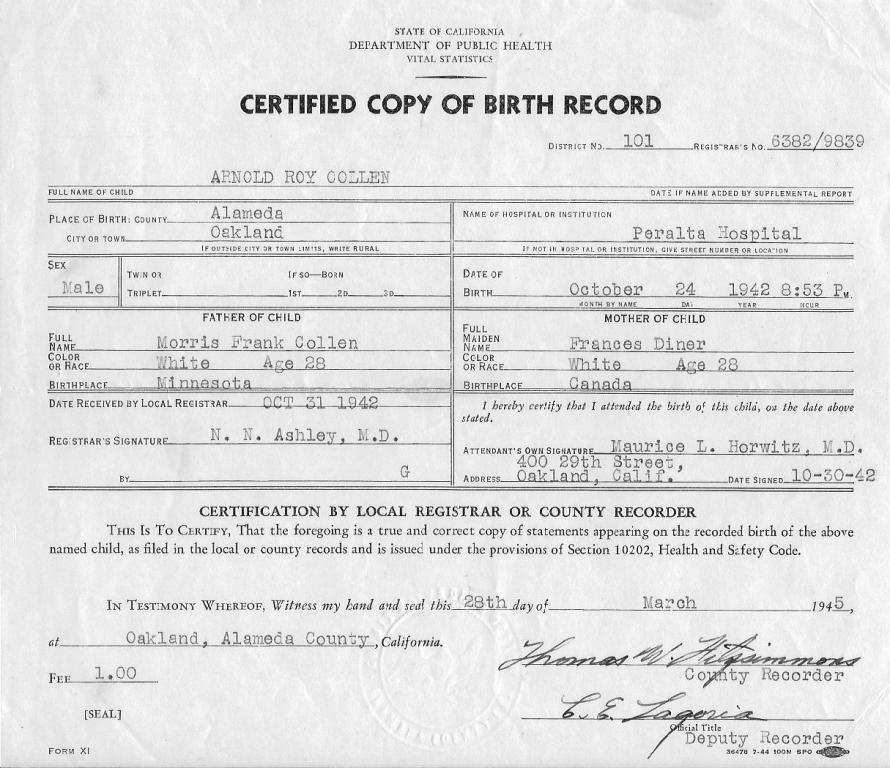 STATE OF CALIFORNIA
DEPARTMENT OF PUBLIC HEALTH
VITAL STATISTICS
CERTIFIED COPY OF BIRTH RECORD
DISTRICT NO. 101 REGISTRAR'S NO. 6382/9839
ARNOLD ROY COLLEN
FULL NAME OF CHILD DATE IF NAME ADDED BY SUPPLEMENTAL REPORT
PLACE OF BIRTH: COUNTY Alameda
CITY OR TOWN Oakland
IF OUTSIDE CITY OR TOWN LIMITS, WRITE RURAL
NAME OF HOSPITAL OR INSTITUTION
Peralta Hospital
IF NOT IN HOSPITAL OR INSTITUTION, GIVE STREET NUMBER OR LOCATION
SEX
Male
TWIN OR IF SO—BORN
TRIPLET 1ST 2D 3D
DATE OF
BIRTH October 24 1942 8:53 P.M.
MONTH BY NAME DAY YEAR HOUR
FATHER OF CHILD
FULL
NAME Morris Frank Collen
COLOR
OR RACE White Age 28
BIRTHPLACE Minnesota
MOTHER OF CHILD
FULL
MAIDEN
NAME Frances Diner
COLOR
OR RACE White Age 28
BIRTHPLACE Canada
DATE RECEIVED BY LOCAL REGISTRAR OCT 31 1942
REGISTRAR'S SIGNATURE N. N. Ashley, M.D.
BY G
I hereby certify that I attended the birth of this child, on the date above
stated.
ATTENDANT'S OWN SIGNATURE Maurice L. Horwitz, M.D.
400 29th Street,
ADDRESS Oakland, Calif. DATE SIGNED 10-30-42
CERTIFICATION BY LOCAL REGISTRAR OR COUNTY RECORDER
THIS IS TO CERTIFY, That the foregoing is a true and correct copy of statements appearing on the recorded birth of the above
named child, as filed in the local or county records and is issued under the provisions of Section 10202, Health and Safety Code.
IN TESTIMONY WHEREOF, Witness my hand and seal this 28th day of March 1945,
at Oakland, Alameda County, California.
Thomas W. Fitzsimmons
FEE 1.00
County Recorder
[SEAL]
C. E. Lagoria
Official Title
Deputy Recorder
FORM XI
36478 7-44 100M SPO